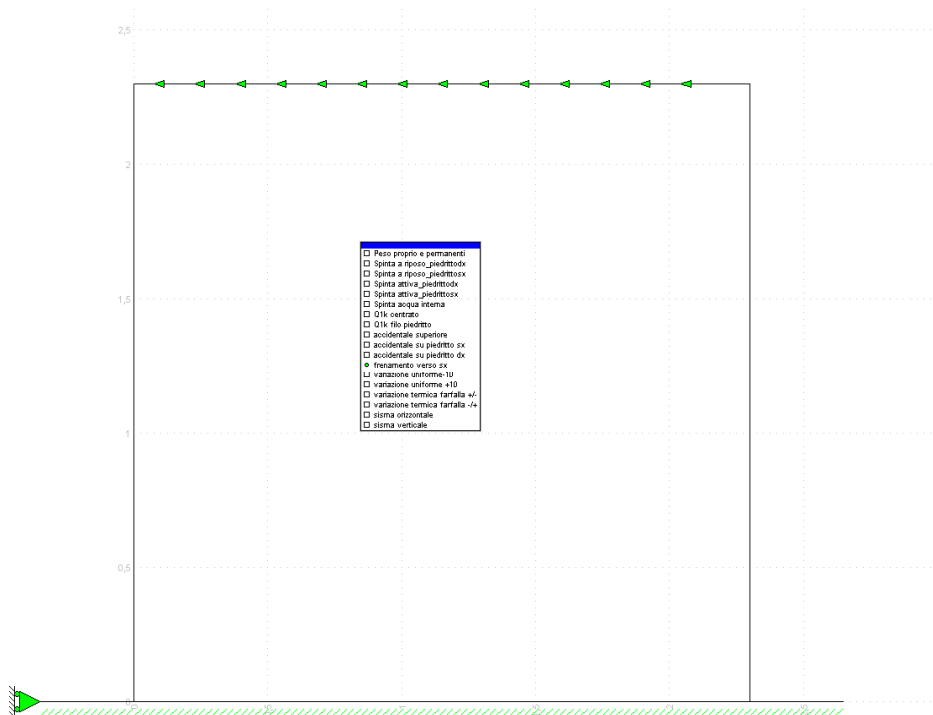 2,5
2
Peso proprio e permanenti
Spinta a riposo_piedrittodx
Spinta a riposo_piedrittosx
Spinta attiva_piedrittodx
Spinta attiva_piedrittosx
1,5
Spinta acqua interna
Q1k centrato
Q1k filo piedritto
accidentale superiore
accidentale su piedritto sx
accidentale su piedritto dx
frenamento verso sx
variazione uniforme-10
variazione uniforme +10
variazione termica farfalla +/-
variazione termica farfalla -/+
sisma orizzontale
sisma verticale
1
0,5
0